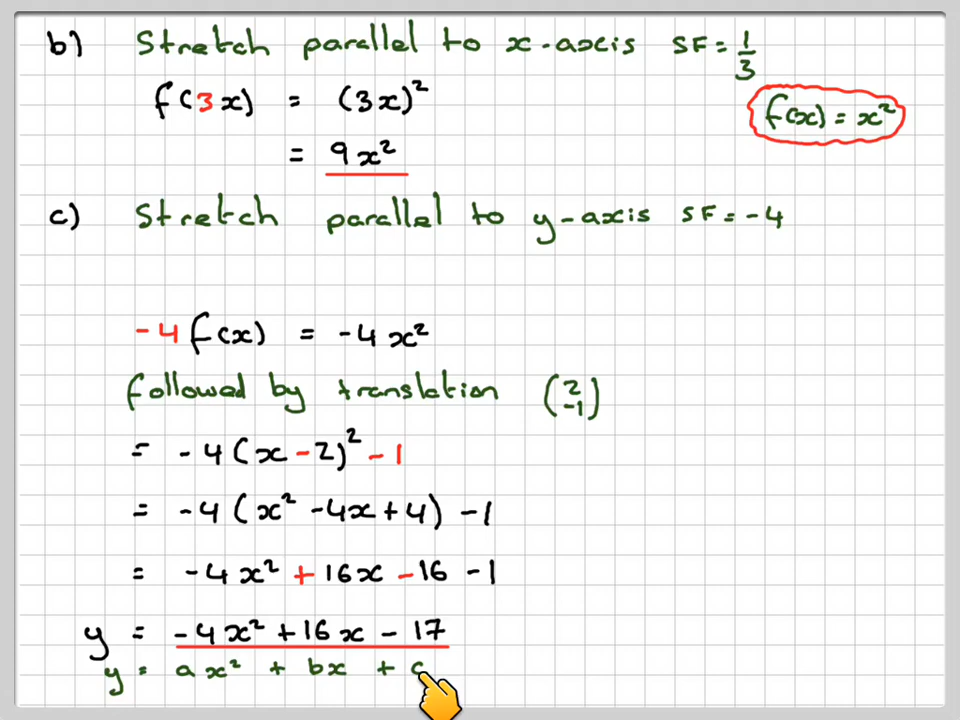 b) Stretch parallel to x-axis SF = 1/3
f(3x) = (3x)²
f(x) = x²
= 9x²
c) Stretch parallel to y-axis SF = -4
-4 f(x) = -4x²
followed by translation (2 -1)
= -4(x-2)² -1
= -4(x² -4x+4) -1
= -4x² +16x -16 -1
y = -4x² +16x - 17
y = ax² + bx + c